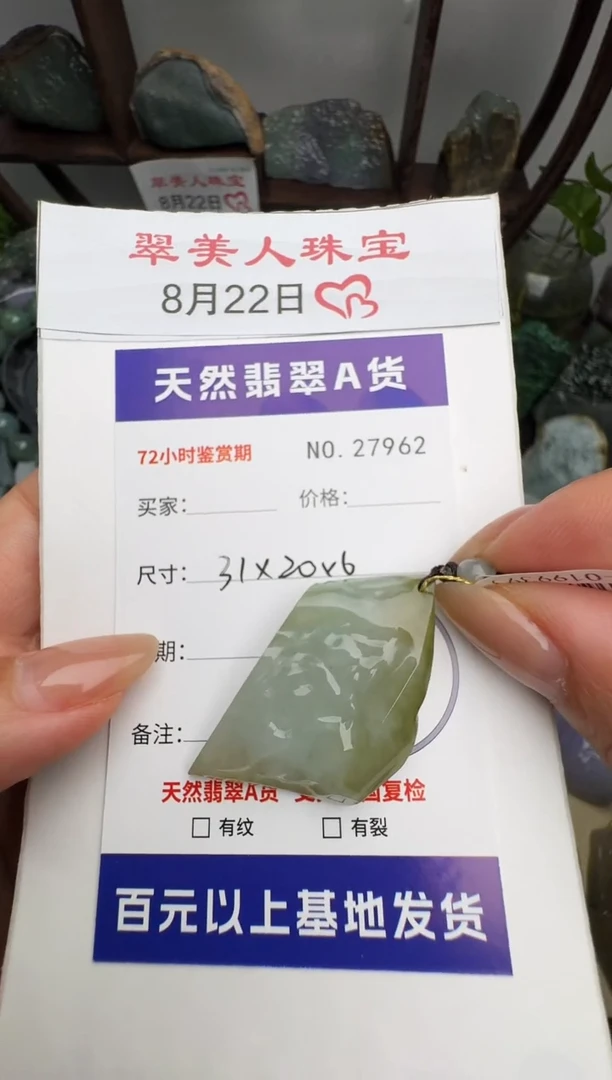 翠美人珠宝
8月22日
翠美人珠宝
8月22日
天然翡翠A货
72小时鉴赏期 NO.27962
买家: 价格:
尺寸: 31×20×6
期:
备注:
天然翡翠A货 复检
□ 有纹 □ 有裂
百元以上基地发货